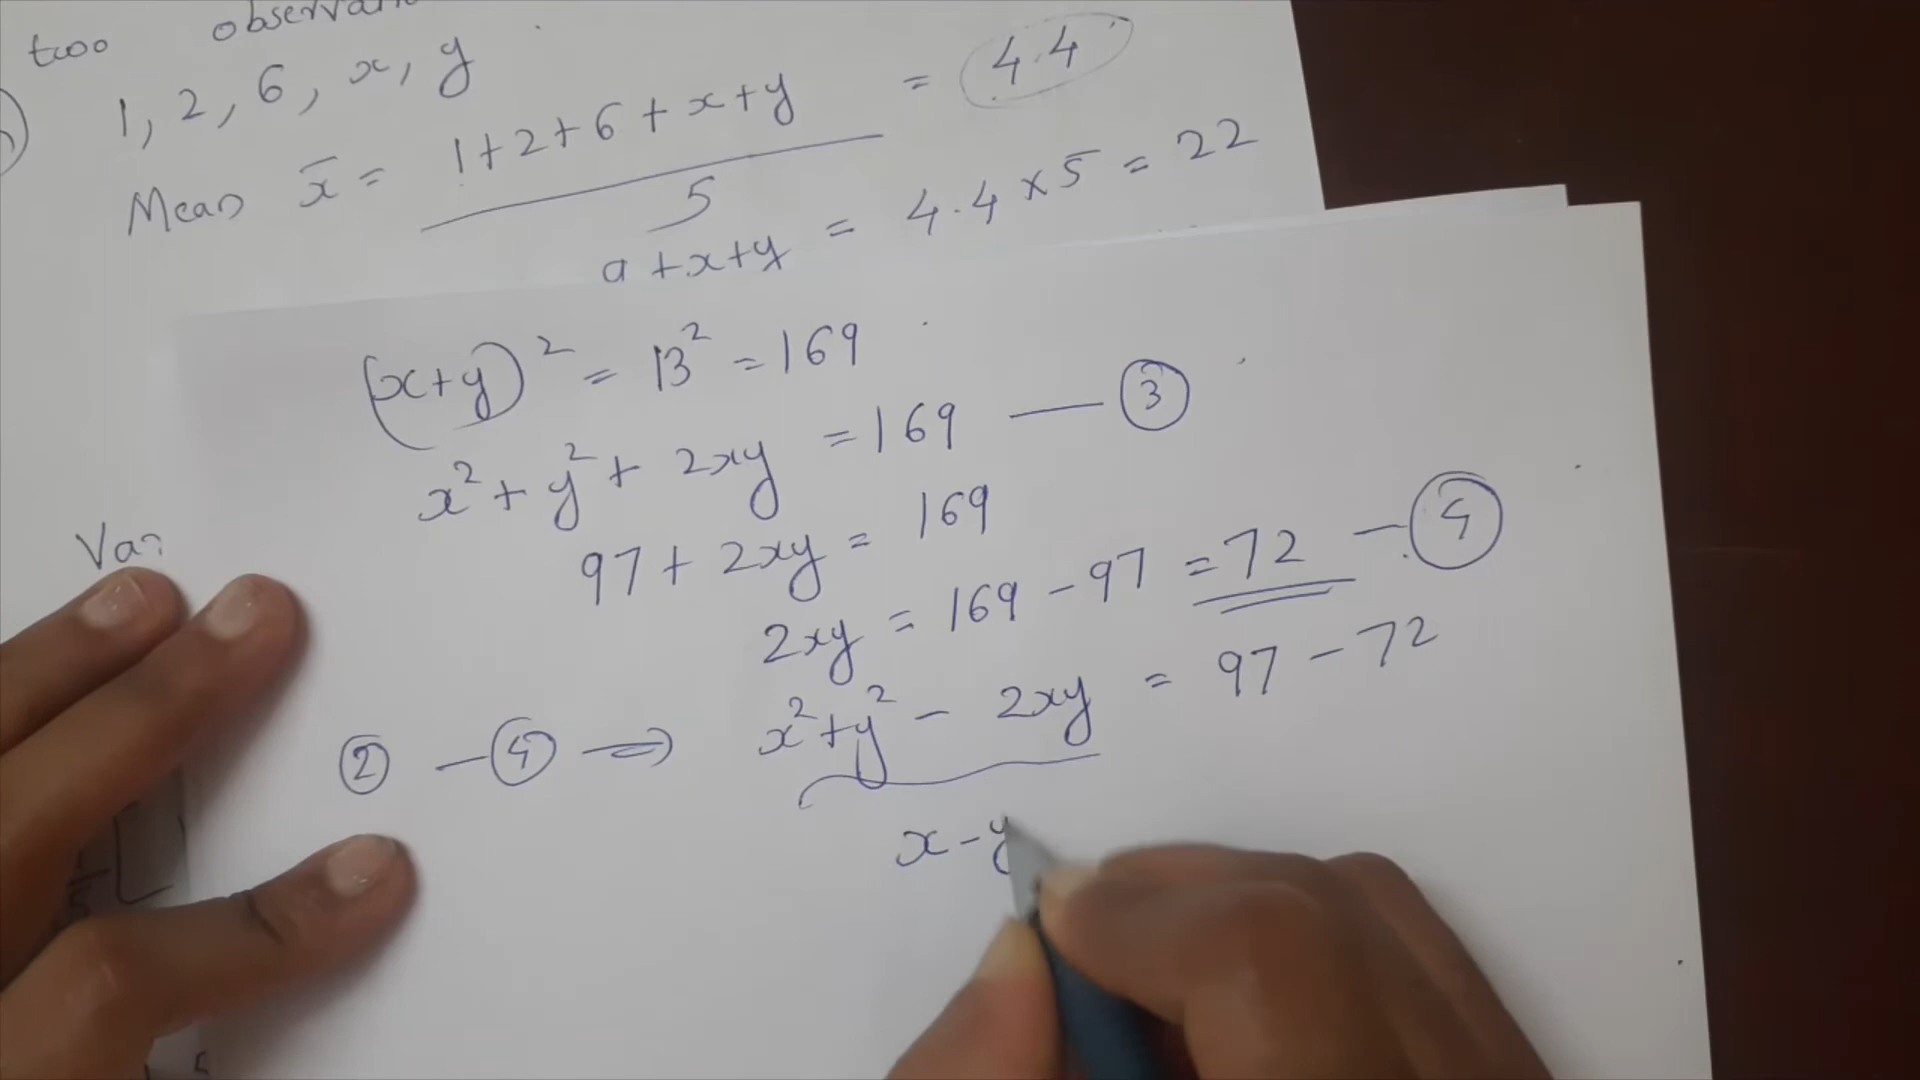 two
1, 2, 6, x, y
Mean x̄ = (1+2+6+x+y)/5 = 4.4
9+x+y = 4.4×5 = 22
(x+y)² = 13² = 169
x²+y²+2xy = 169 — ③
97+2xy = 169
2xy = 169-97 = 72 — ④
② - ④ ⇒ x²+y² - 2xy = 97-72
x-y